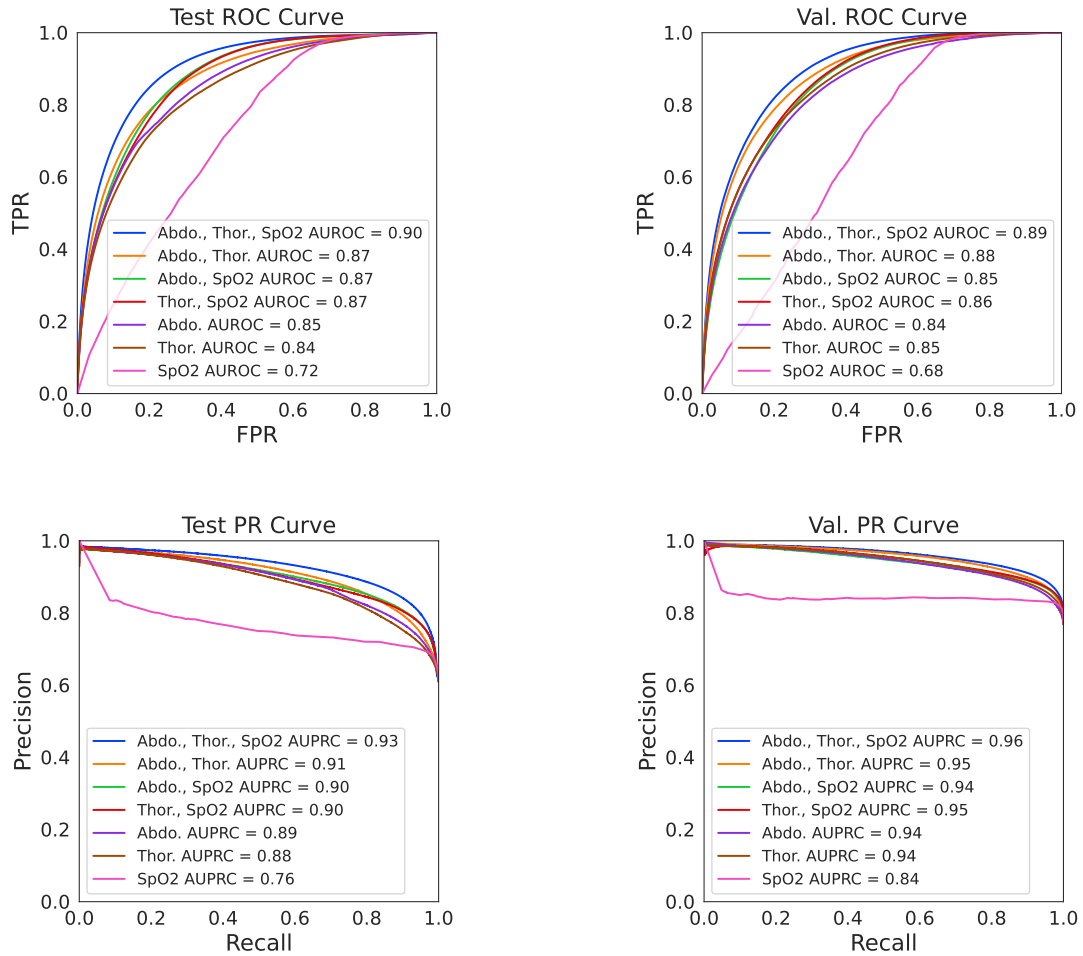 Test ROC Curve
1.0
0.8
0.6
0.4
0.2
0.0
TPR
Abdo., Thor., SpO2 AUROC = 0.90
Abdo., Thor. AUROC = 0.87
Abdo., SpO2 AUROC = 0.87
Thor., SpO2 AUROC = 0.87
Abdo. AUROC = 0.85
Thor. AUROC = 0.84
SpO2 AUROC = 0.72
0.0 0.2 0.4 0.6 0.8 1.0
FPR
Val. ROC Curve
1.0
0.8
0.6
0.4
0.2
0.0
TPR
Abdo., Thor., SpO2 AUROC = 0.89
Abdo., Thor. AUROC = 0.88
Abdo., SpO2 AUROC = 0.85
Thor., SpO2 AUROC = 0.86
Abdo. AUROC = 0.84
Thor. AUROC = 0.85
SpO2 AUROC = 0.68
0.0 0.2 0.4 0.6 0.8 1.0
FPR
Test PR Curve
1.0
0.8
0.6
0.4
0.2
0.0
Precision
Abdo., Thor., SpO2 AUPRC = 0.93
Abdo., Thor. AUPRC = 0.91
Abdo., SpO2 AUPRC = 0.90
Thor., SpO2 AUPRC = 0.90
Abdo. AUPRC = 0.89
Thor. AUPRC = 0.88
SpO2 AUPRC = 0.76
0.0 0.2 0.4 0.6 0.8 1.0
Recall
Val. PR Curve
1.0
0.8
0.6
0.4
0.2
0.0
Precision
Abdo., Thor., SpO2 AUPRC = 0.96
Abdo., Thor. AUPRC = 0.95
Abdo., SpO2 AUPRC = 0.94
Thor., SpO2 AUPRC = 0.95
Abdo. AUPRC = 0.94
Thor. AUPRC = 0.94
SpO2 AUPRC = 0.84
0.0 0.2 0.4 0.6 0.8 1.0
Recall